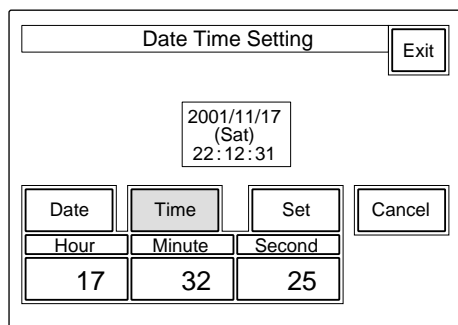 Date Time Setting
Exit
2001/11/17
(Sat)
22:12:31
Date Time Set Cancel
Hour Minute Second
17 32 25